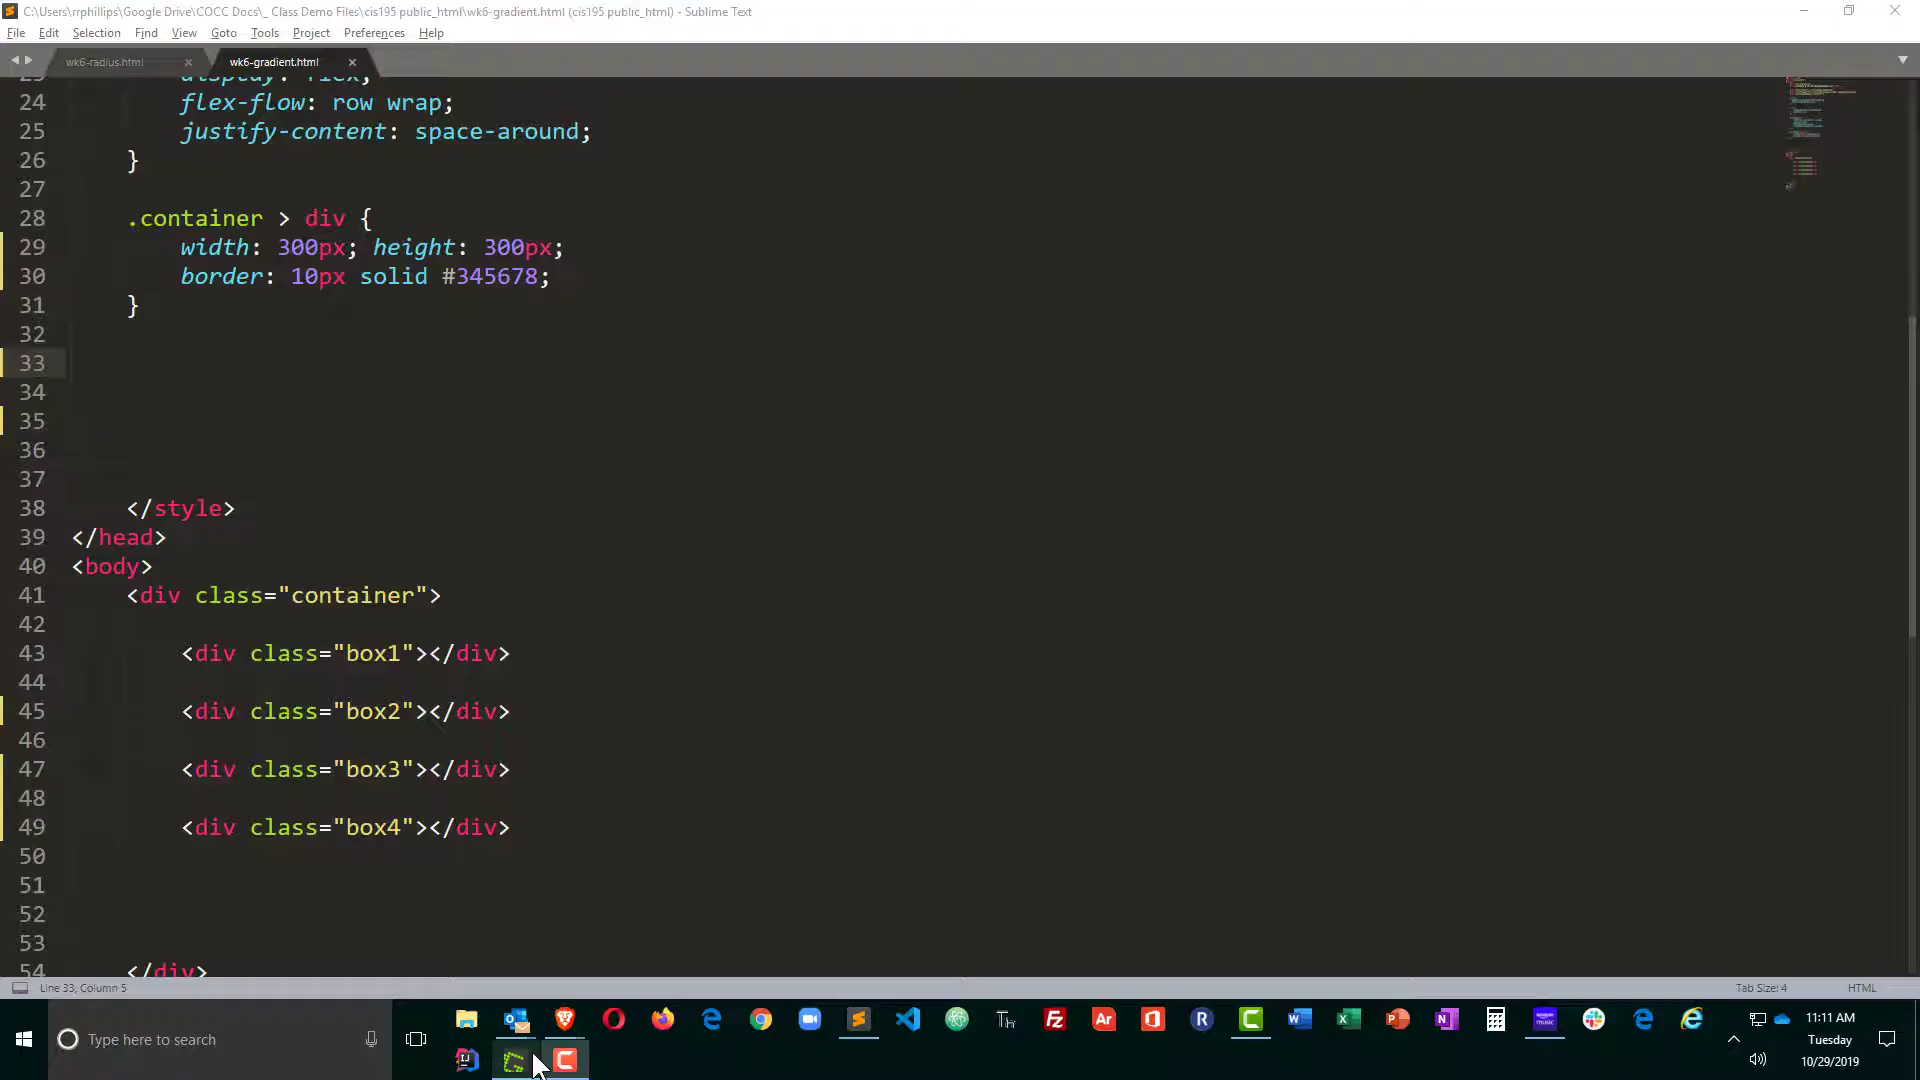 C:\Users\rrphillips\Google Drive\COCC Docs\_ Class Demo Files\cis195 public_html\wk6-gradient.html (cis195 public_html) - Sublime Text
File Edit Selection Find View Goto Tools Project Preferences Help
wk6-radius.html wk6-gradient.html
23 display: flex;
24 flex-flow: row wrap;
25 justify-content: space-around;
26 }
27
28 .container > div {
29 width: 300px; height: 300px;
30 border: 10px solid #345678;
31 }
32
33
34
35
36
37
38 </style>
39 </head>
40 <body>
41 <div class="container">
42
43 <div class="box1"></div>
44
45 <div class="box2"></div>
46
47 <div class="box3"></div>
48
49 <div class="box4"></div>
50
51
52
53
54 </div>
Line 33, Column 5 Tab Size: 4 HTML
Type here to search
11:11 AM
Tuesday
10/29/2019